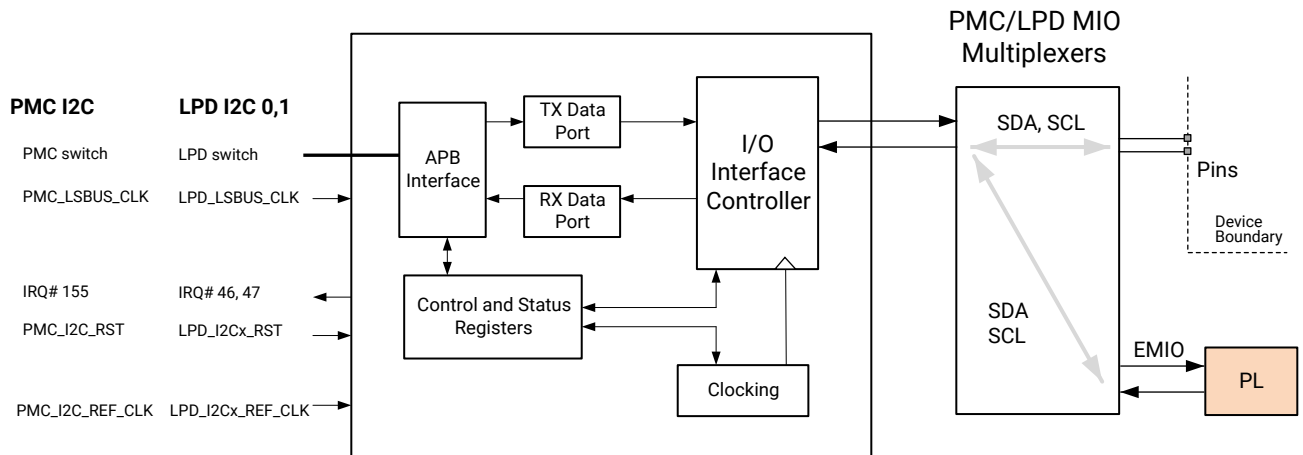 PMC/LPD MIO
Multiplexers
PMC I2C
LPD I2C 0,1
PMC switch
LPD switch
PMC_LSBUS_CLK
LPD_LSBUS_CLK
IRQ# 155
IRQ# 46, 47
PMC_I2C_RST
LPD_I2Cx_RST
PMC_I2C_REF_CLK
LPD_I2Cx_REF_CLK
APB
Interface
TX Data
Port
RX Data
Port
I/O
Interface
Controller
Control and Status
Registers
Clocking
SDA, SCL
SDA
SCL
Pins
Device
Boundary
EMIO
PL